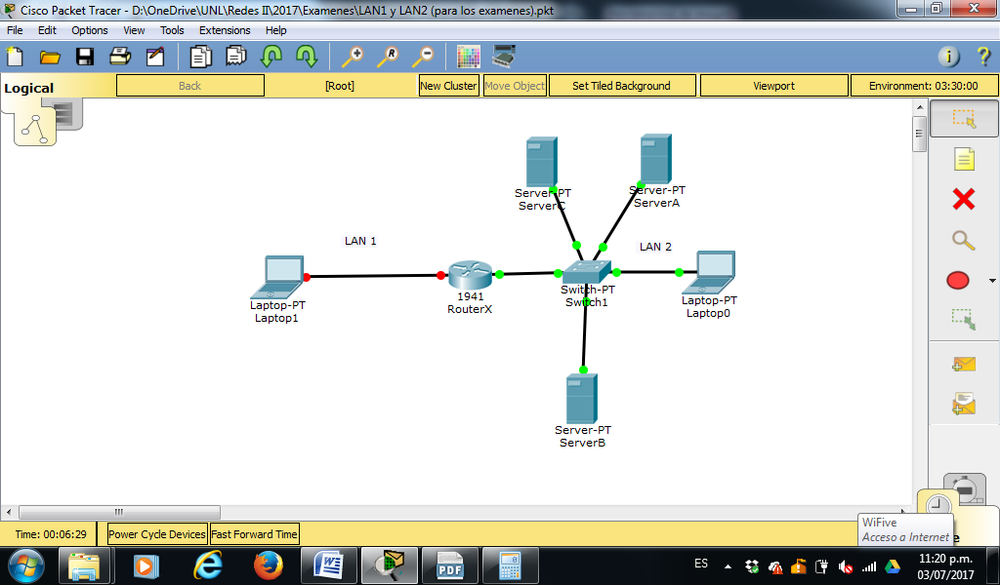 Cisco Packet Tracer - D:\OneDrive\UNL\Redes II\2017\Examenes\LAN1 y LAN2 (para los examenes).pkt
File Edit Options View Tools Extensions Help
Logical
Back
[Root]
New Cluster
Move Object
Set Tiled Background
Viewport
Environment: 03:30:00
Server-PT
ServerC
Server-PT
ServerA
LAN 1
LAN 2
Laptop-PT
Laptop1
1941
RouterX
Switch-PT
Switch1
Laptop-PT
Laptop0
Server-PT
ServerB
Time: 00:06:29
Power Cycle Devices
Fast Forward Time
WiFive
Acceso a Internet
ES
11:20 p.m.
03/07/2017